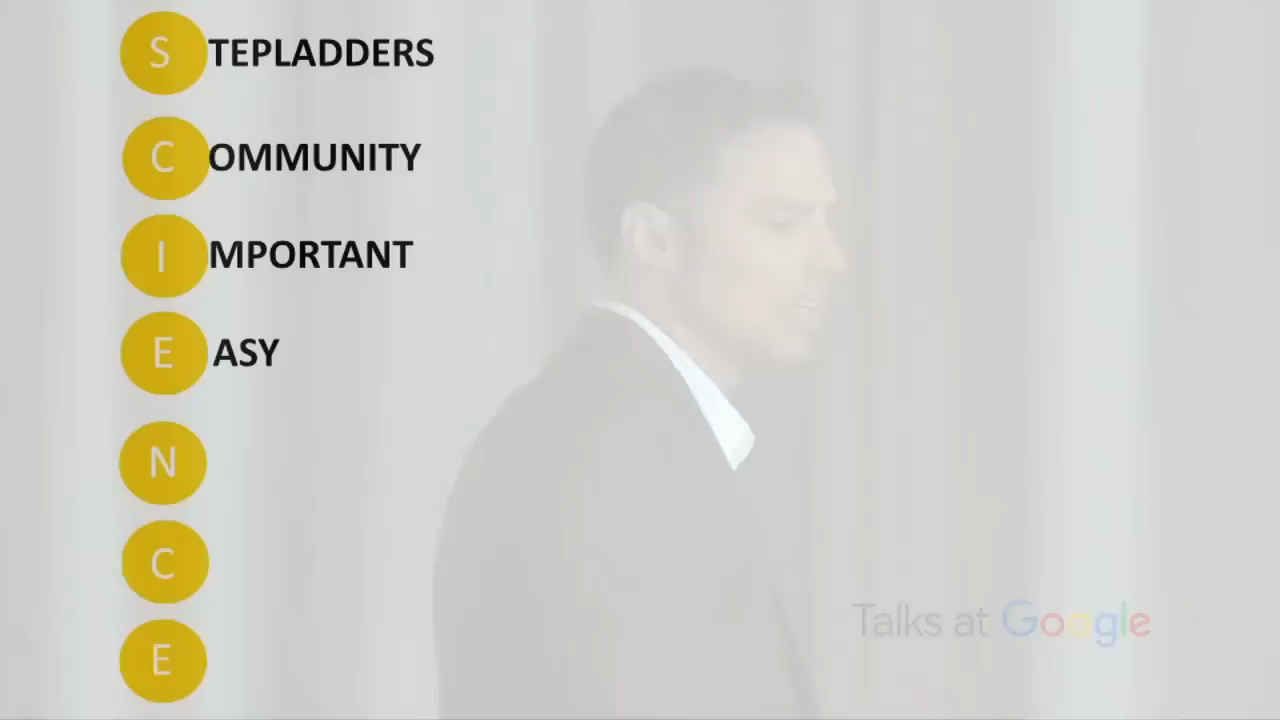 STEPLADDERS
COMMUNITY
IMPORTANT
EASY
N
C
E
Talks at Google